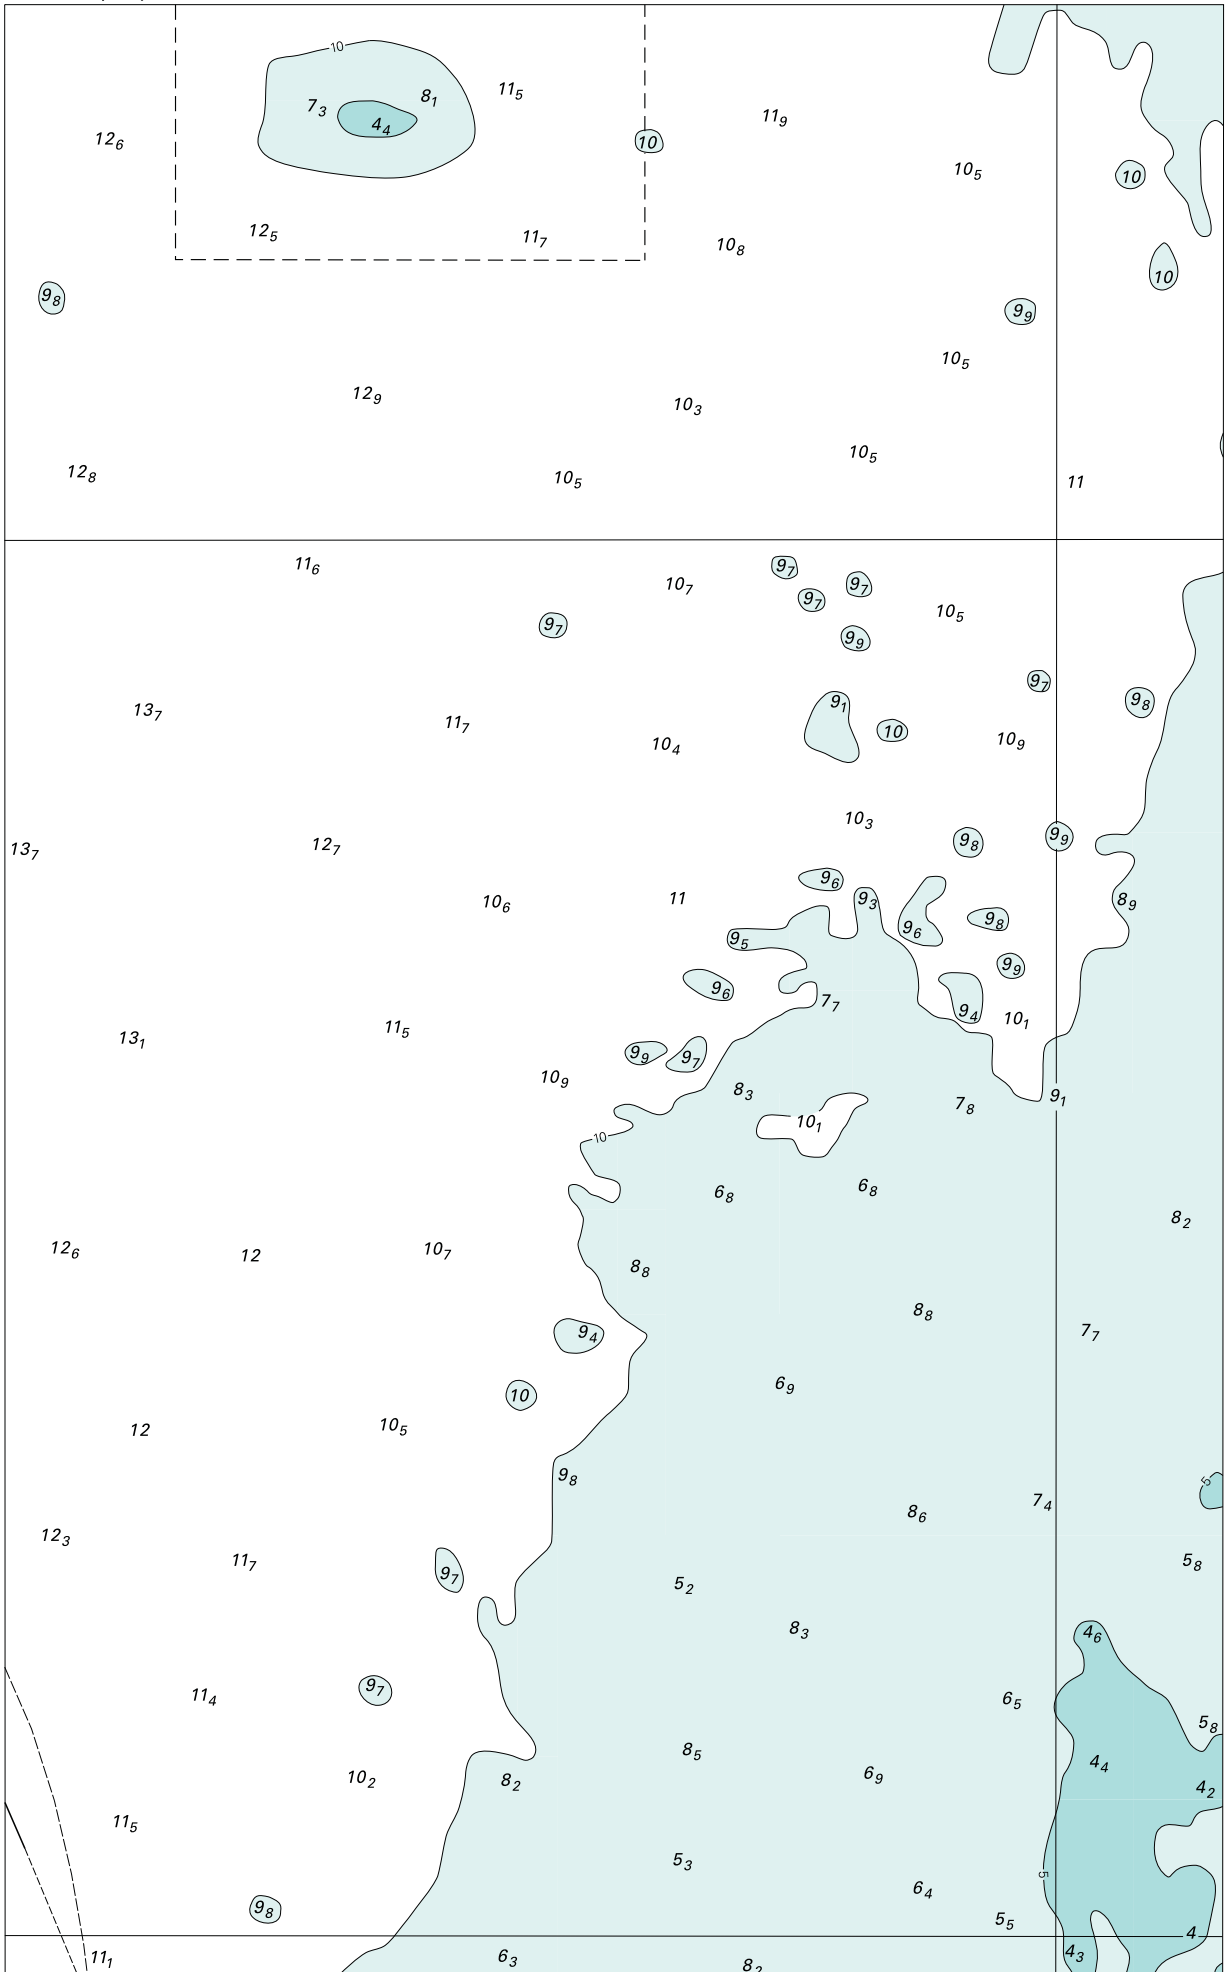 10
7₃ 8₁ 11₅
4₄ 11₉
12₆ 10
10₅ 10
12₅ 11₇ 10₈
10
9₈ 9₉
10₅
12₉ 10₃
12₈ 10₅ 10₅ 11
11₆ 10₇ 9₇ 9₇
9₇ 10₅
9₇ 9₉
9₇ 9₈
13₇ 11₇ 9₁ 10
10₄ 10₉
10₃
13₇ 12₇ 9₈ 9₉
9₆
10₆ 11 9₃ 8₉
9₅ 9₆ 9₈
9₉
9₆ 7₇
13₁ 11₅ 9₄ 10₁
9₉ 9₇
10₉ 8₃ 7₈ 9₁
10 10₁
6₈ 6₈
8₂
12₆ 12 10₇ 8₈
8₈
9₄ 7₇
10 6₉
12 10₅
9₈ 5
12₃ 8₆ 7₄
11₇ 9₇ 5₈
5₂
8₃ 4₆
11₄ 9₇ 6₅
5₈
10₂ 8₂ 8₅ 6₉ 4₄
4₂
11₅
5₃ 5
9₈ 6₄
5₅
11₁ 6₃ 8₂ 4₃ 4